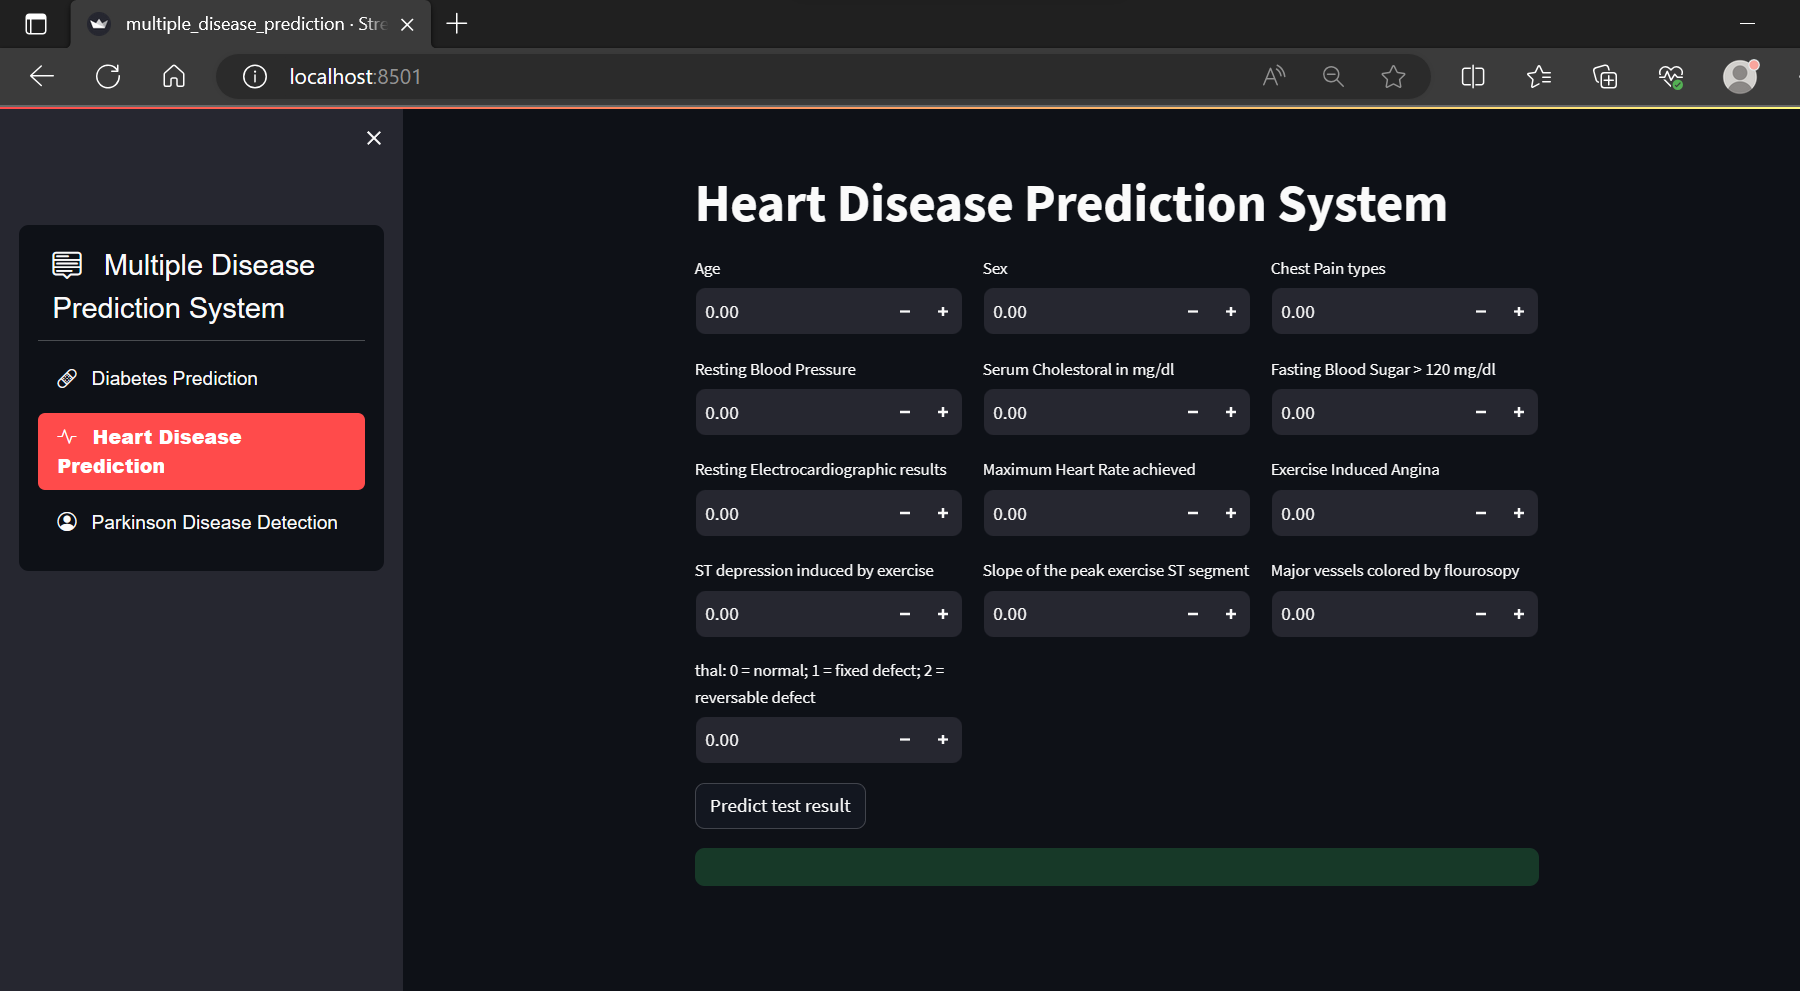 multiple_disease_prediction · Stre
localhost:8501
Multiple Disease
Prediction System
Diabetes Prediction
Heart Disease
Prediction
Parkinson Disease Detection
Heart Disease Prediction System
Age Sex Chest Pain types
0.00 0.00 0.00
Resting Blood Pressure Serum Cholestoral in mg/dl Fasting Blood Sugar > 120 mg/dl
0.00 0.00 0.00
Resting Electrocardiographic results Maximum Heart Rate achieved Exercise Induced Angina
0.00 0.00 0.00
ST depression induced by exercise Slope of the peak exercise ST segment Major vessels colored by flourosopy
0.00 0.00 0.00
thal: 0 = normal; 1 = fixed defect; 2 =
reversable defect
0.00
Predict test result